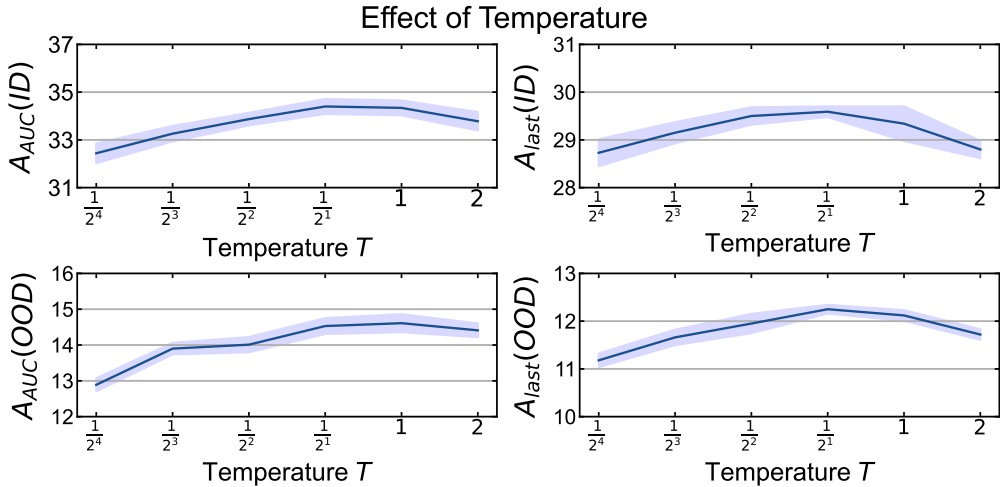 Effect of Temperature
A_AUC(ID)
37
35
33
31
1/2^4 1/2^3 1/2^2 1/2^1 1 2
Temperature T
A_last(ID)
31
30
29
28
1/2^4 1/2^3 1/2^2 1/2^1 1 2
Temperature T
A_AUC(OOD)
16
15
14
13
12
1/2^4 1/2^3 1/2^2 1/2^1 1 2
Temperature T
A_last(OOD)
13
12
11
10
1/2^4 1/2^3 1/2^2 1/2^1 1 2
Temperature T